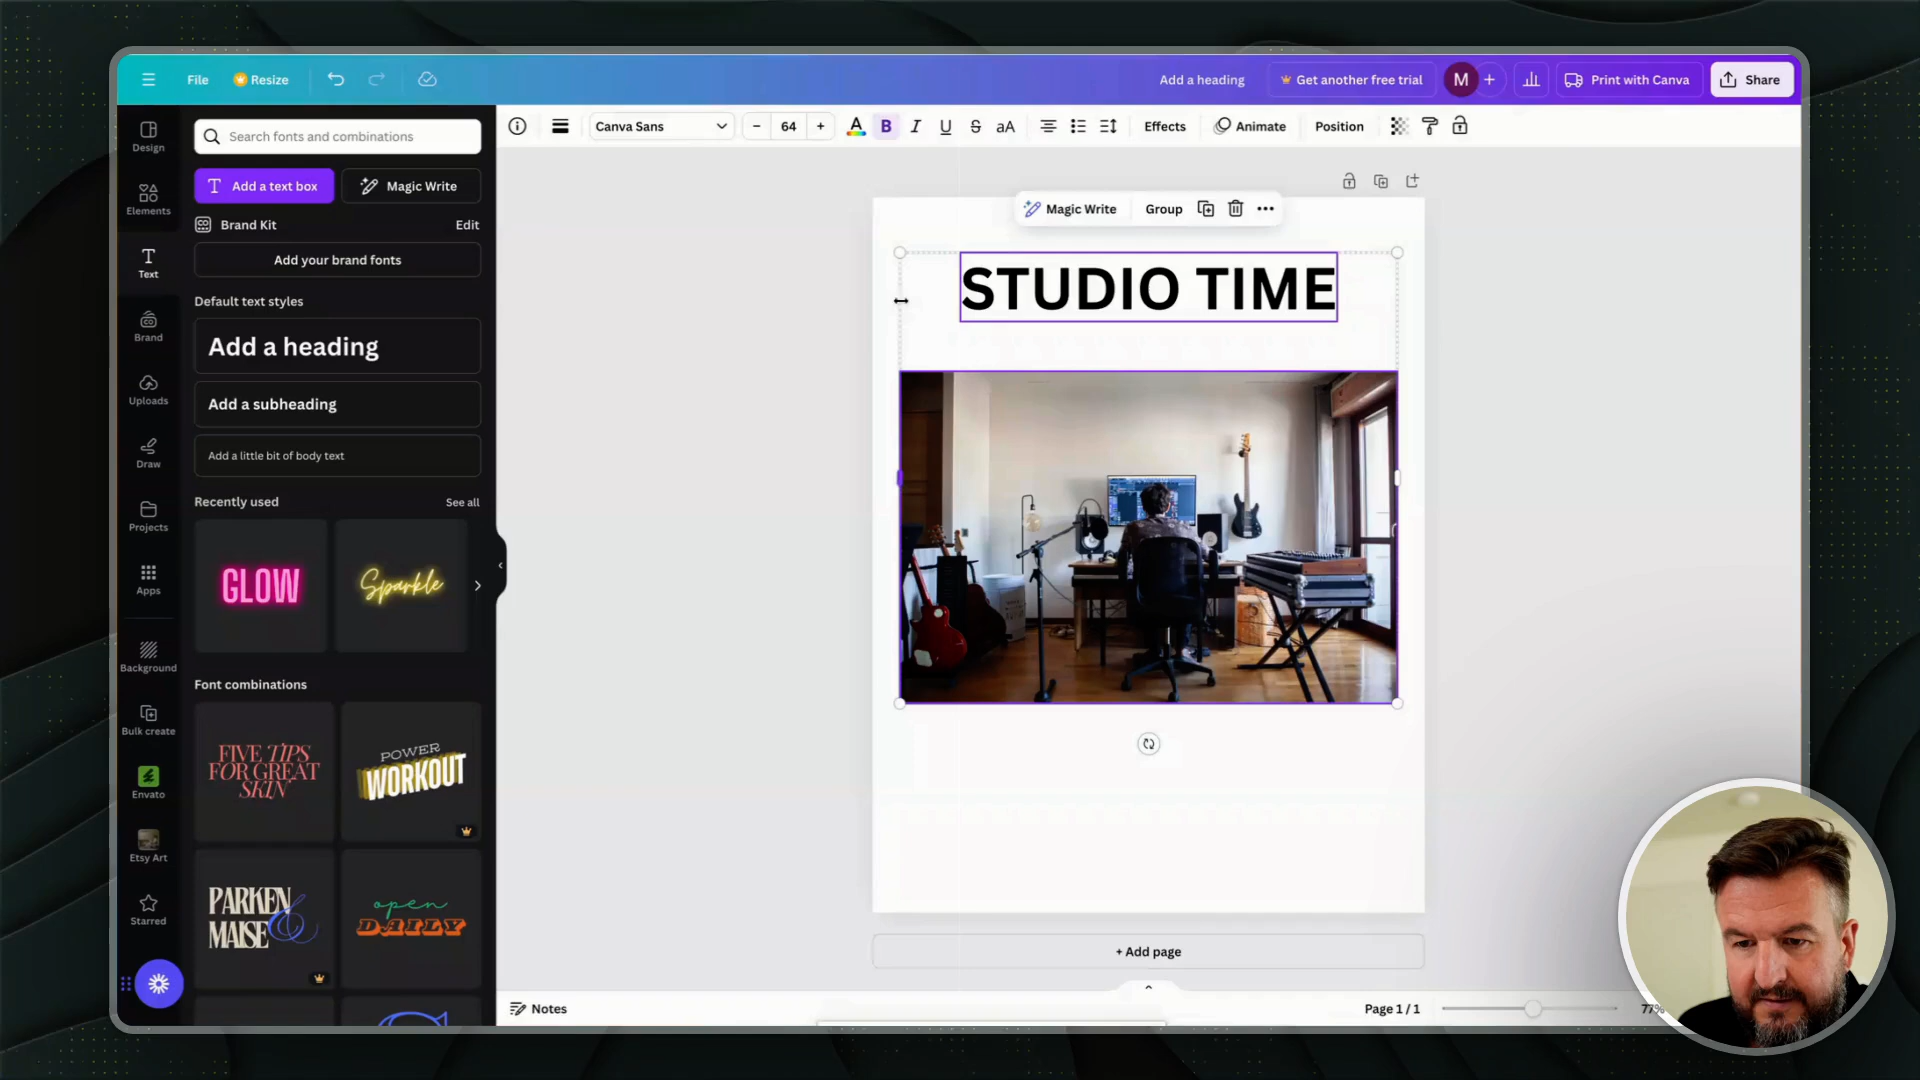 File
Resize
Add a heading
Get another free trial
M
+
Print with Canva
Share
Design
Elements
Text
Brand
Uploads
Draw
Projects
Apps
Background
Bulk create
Envato
Etsy Art
Starred
Search fonts and combinations
T Add a text box
Magic Write
Brand Kit
Edit
Add your brand fonts
Default text styles
Add a heading
Add a subheading
Add a little bit of body text
Recently used
See all
GLOW
Sparkle
Font combinations
FIVE TIPS
FOR GREAT
SKIN
POWER
WORKOUT
PARKEN
&
MAISE
open
DAILY
Canva Sans
− 64 +
A B I U S aA
Effects
Animate
Position
Magic Write
Group
STUDIO TIME
+ Add page
Notes
Page 1 / 1
77%